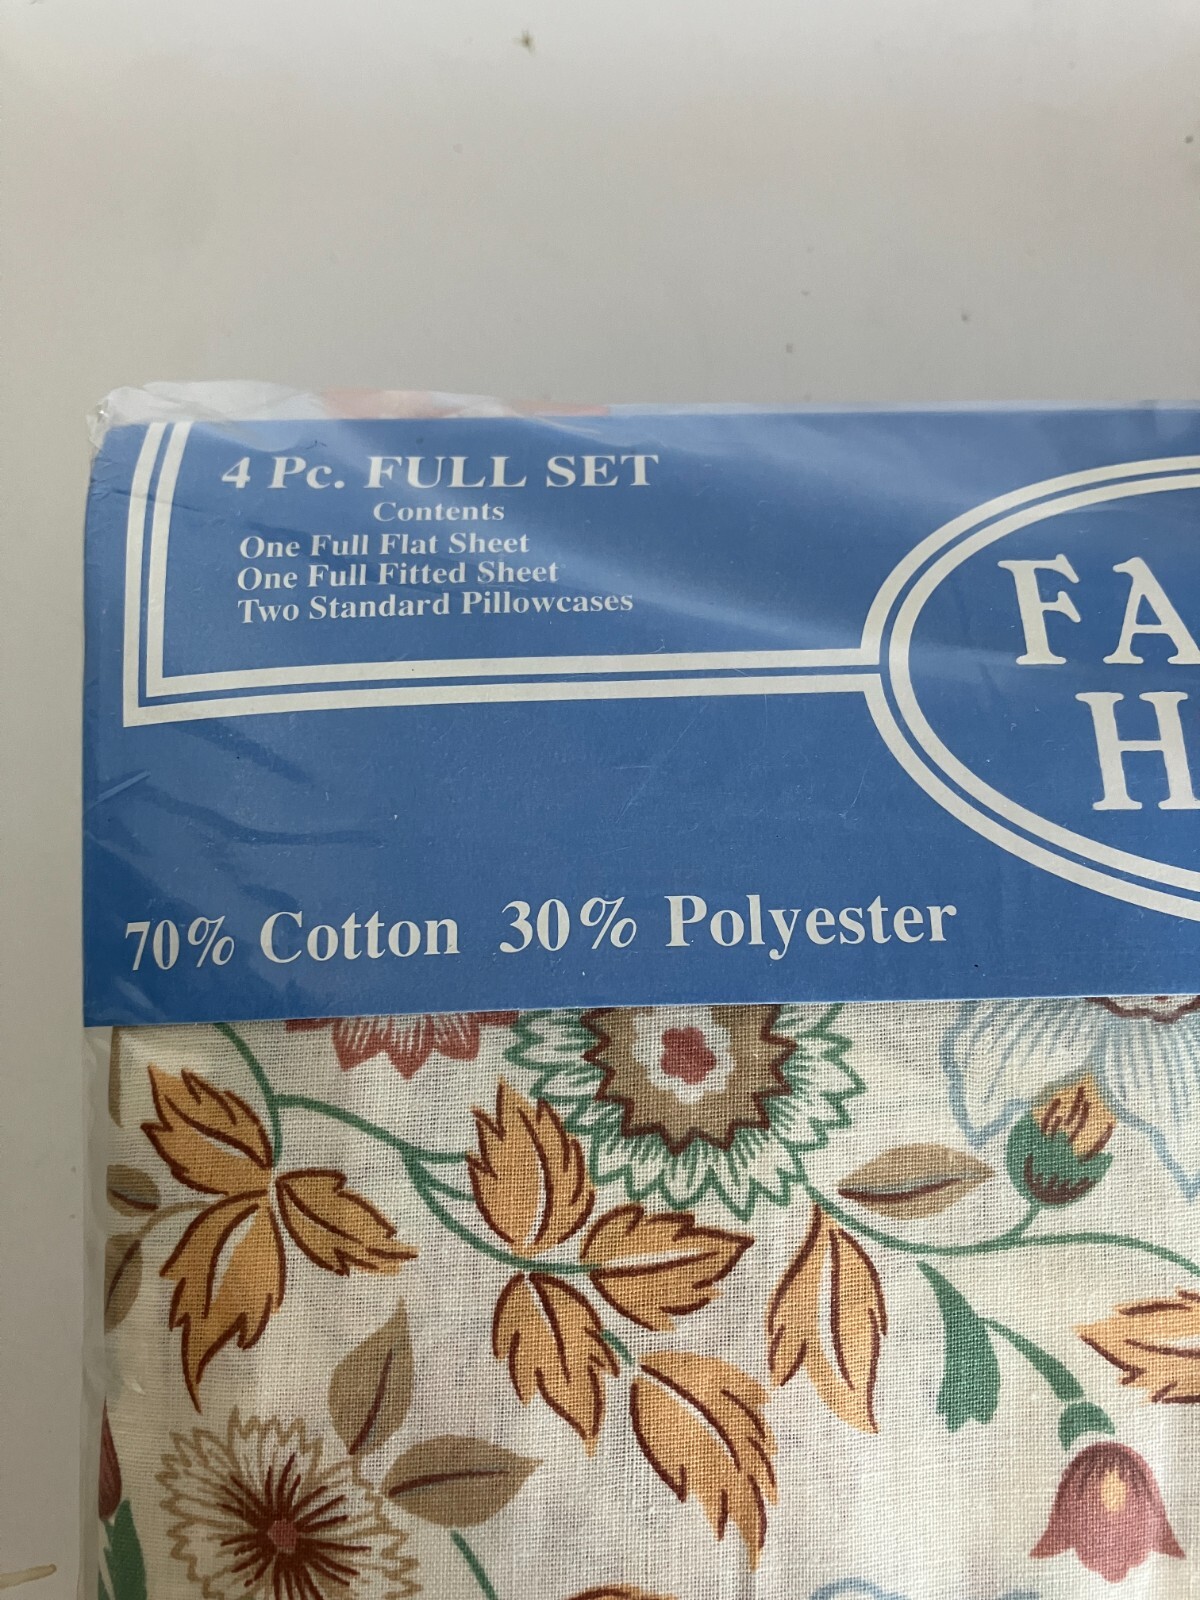 4 Pc. FULL SET
Contents
One Full Flat Sheet
One Full Fitted Sheet
Two Standard Pillowcases
FA
H
70% Cotton 30% Polyester